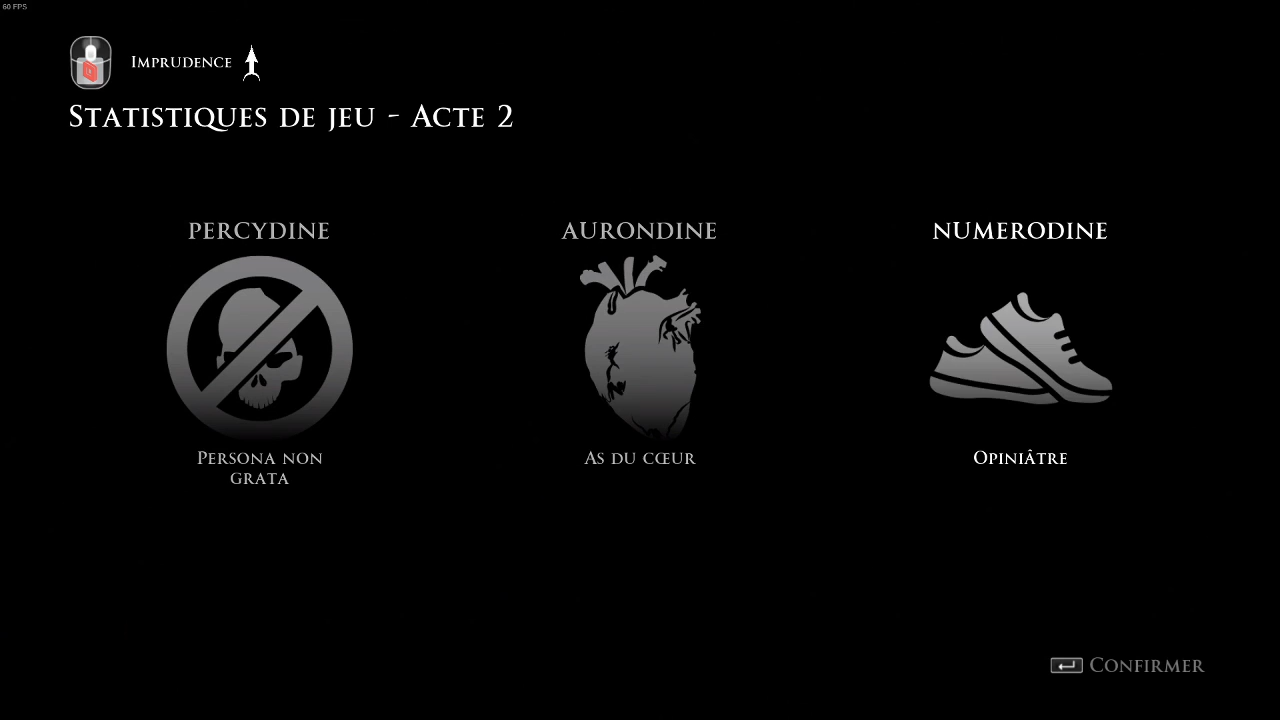 60 FPS
Imprudence
Statistiques de jeu - Acte 2
PERCYDINE
AURONDINE
NUMERODINE
Persona non
grata
As du cœur
Opiniâtre
Confirmer